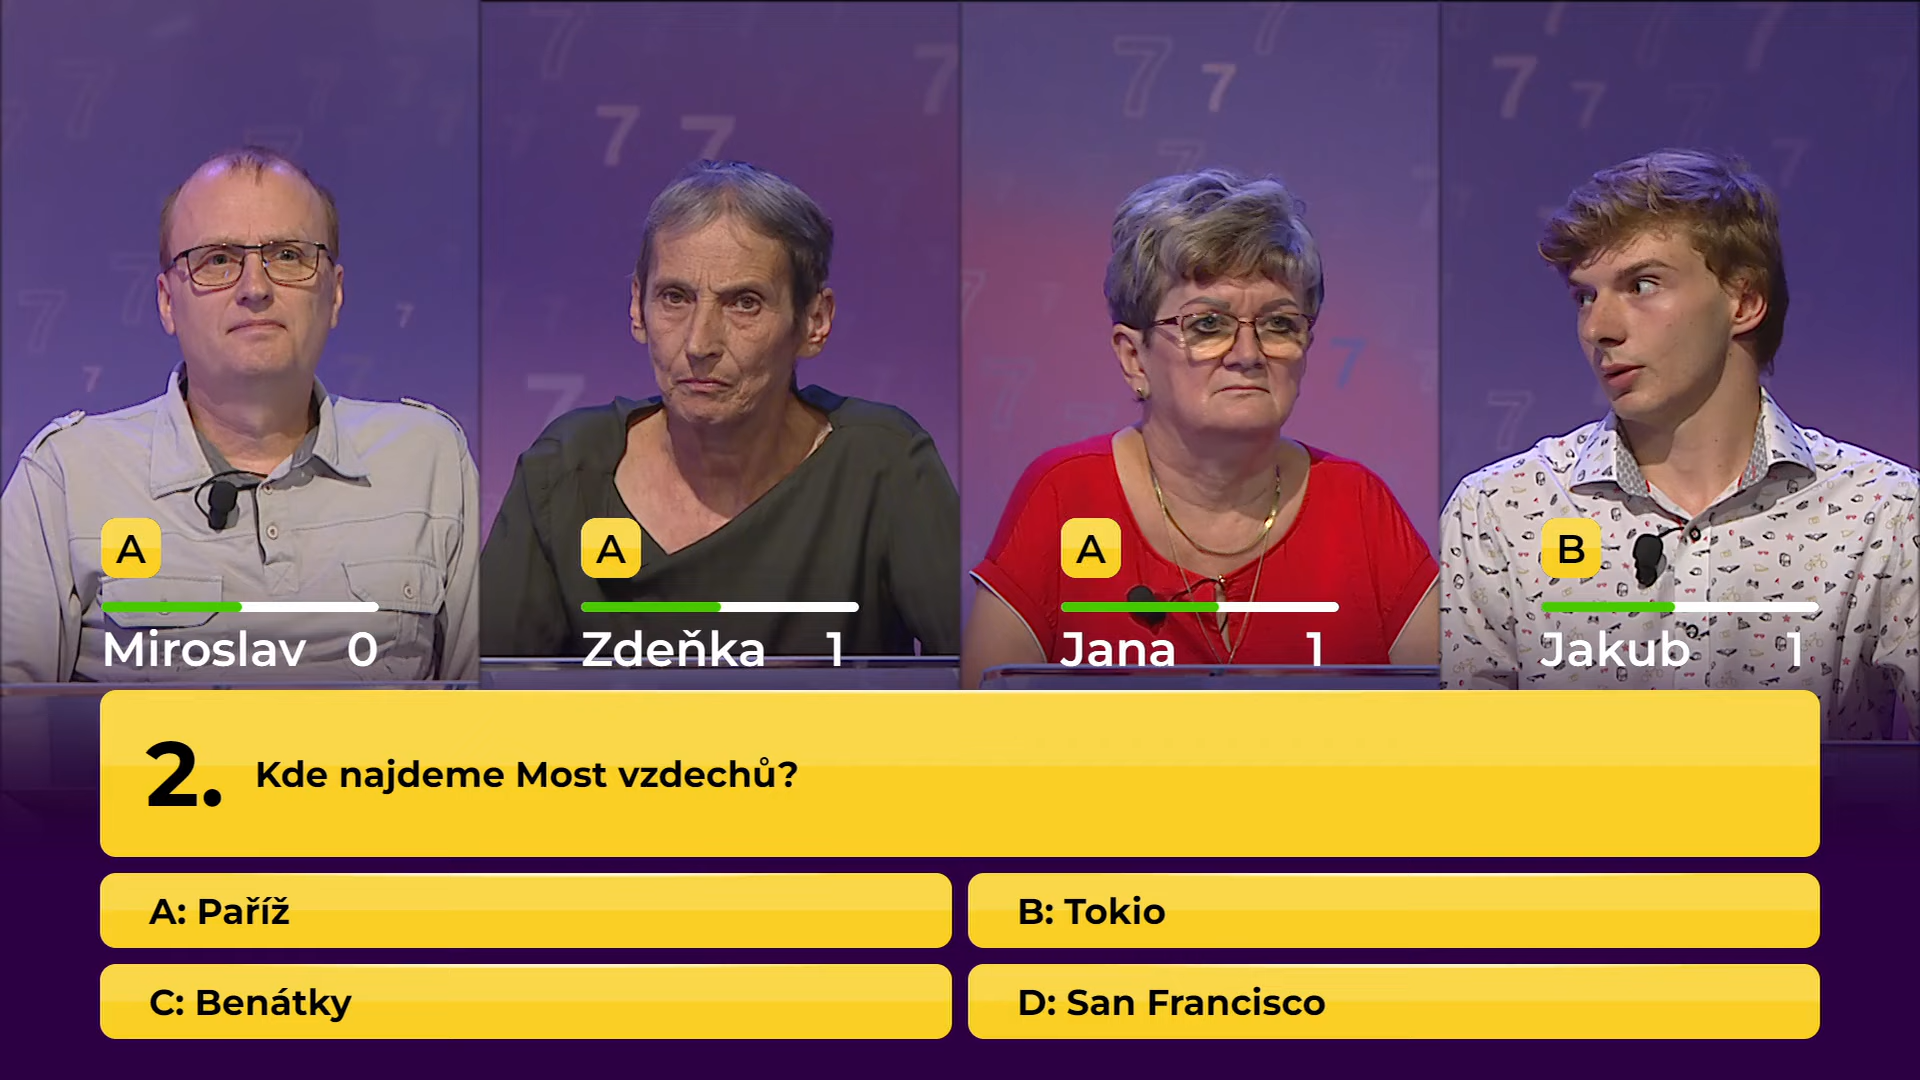 A
A
A
B
Miroslav 0
Zdeňka 1
Jana 1
Jakub 1
2. Kde najdeme Most vzdechů?
A: Paříž
B: Tokio
C: Benátky
D: San Francisco